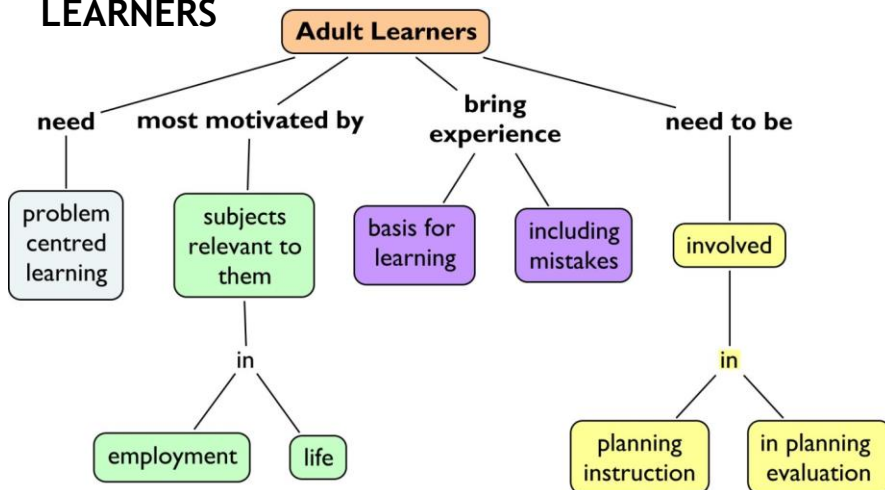 LEARNERS
Adult Learners
need
most motivated by
bring
experience
need to be
problem
centred
learning
subjects
relevant to
them
basis for
learning
including
mistakes
involved
in
in
employment
life
planning
instruction
in planning
evaluation